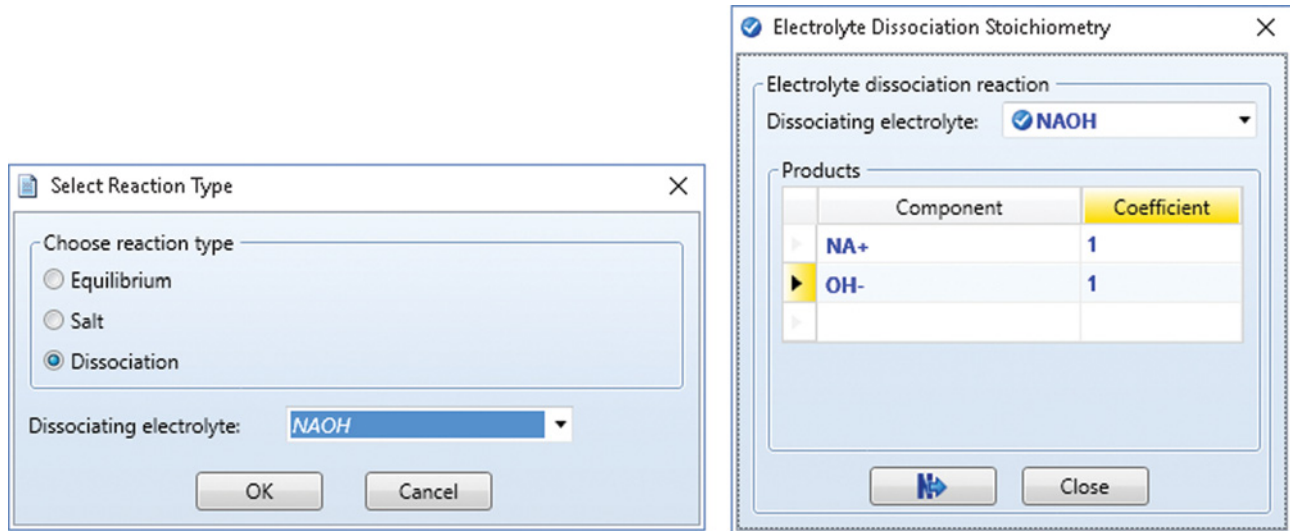 Select Reaction Type
Choose reaction type
Equilibrium
Salt
Dissociation
Dissociating electrolyte: NAOH
OK Cancel
Electrolyte Dissociation Stoichiometry
Electrolyte dissociation reaction
Dissociating electrolyte: NAOH
Products
Component Coefficient
NA+ 1
OH- 1
N
Close